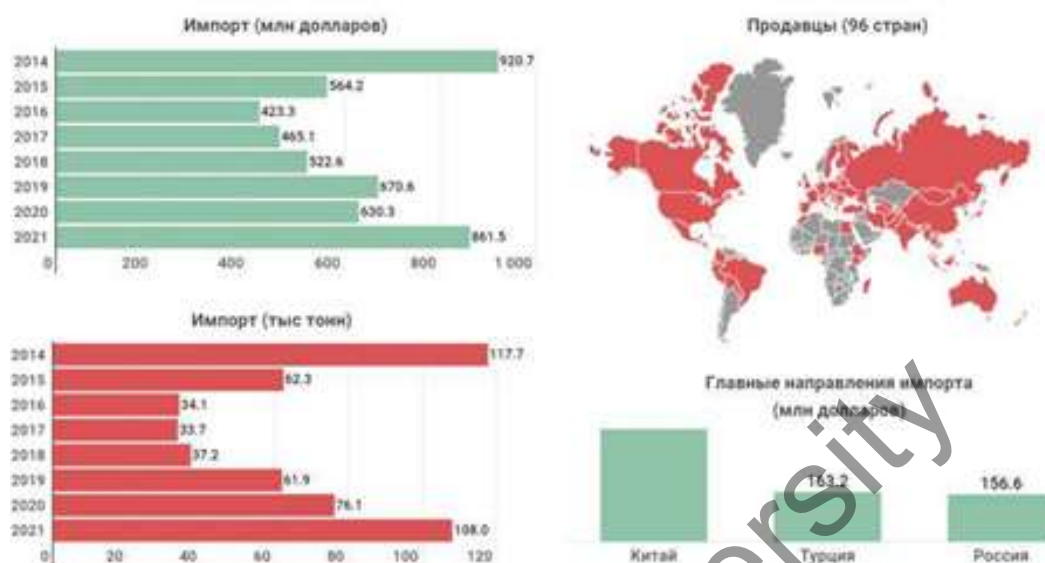 Импорт (млн долларов)
2014 920.7
2015 564.2
2016 423.3
2017 465.1
2018 522.6
2019 670.6
2020 630.3
2021 861.5
0 200 400 600 800 1 000
Импорт (тыс тонн)
2014 117.7
2015 62.3
2016 34.1
2017 33.7
2018 37.2
2019 61.9
2020 76.1
2021 108.0
0 20 40 60 80 100 120
Продавцы (96 стран)
Главные направления импорта
(млн долларов)
163.2 156.6
Китай Турция Россия
ersity